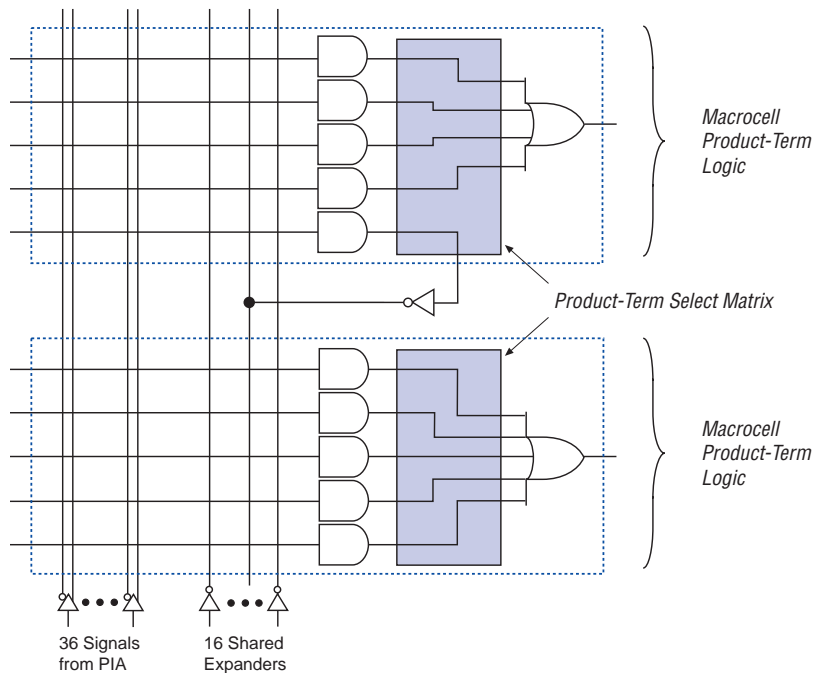 Macrocell
Product-Term
Logic
Product-Term Select Matrix
Macrocell
Product-Term
Logic
36 Signals
from PIA
16 Shared
Expanders